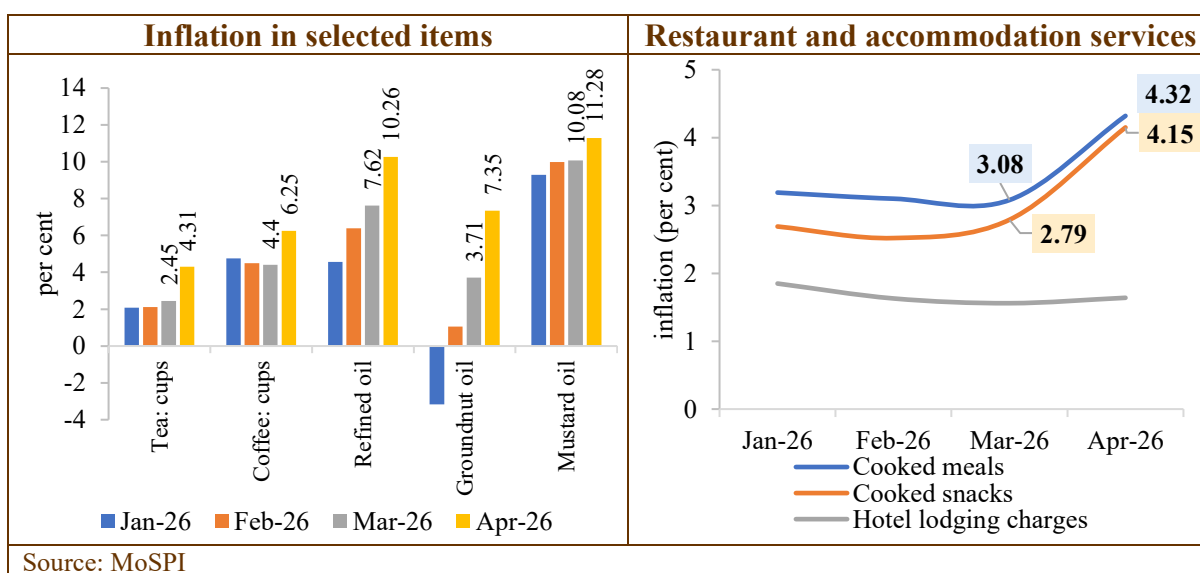 Inflation in selected items
Restaurant and accommodation services
per cent
14
12
10
8
6
4
2
0
-2
-4
2.45
4.31
4.4
6.25
7.62
10.26
3.71
7.35
10.08
11.28
Tea: cups
Coffee: cups
Refined oil
Groundnut oil
Mustard oil
Jan-26 Feb-26 Mar-26 Apr-26
inflation (per cent)
5
4
3
2
1
0
4.32
4.15
3.08
2.79
Jan-26 Feb-26 Mar-26 Apr-26
Cooked meals
Cooked snacks
Hotel lodging charges
Source: MoSPI